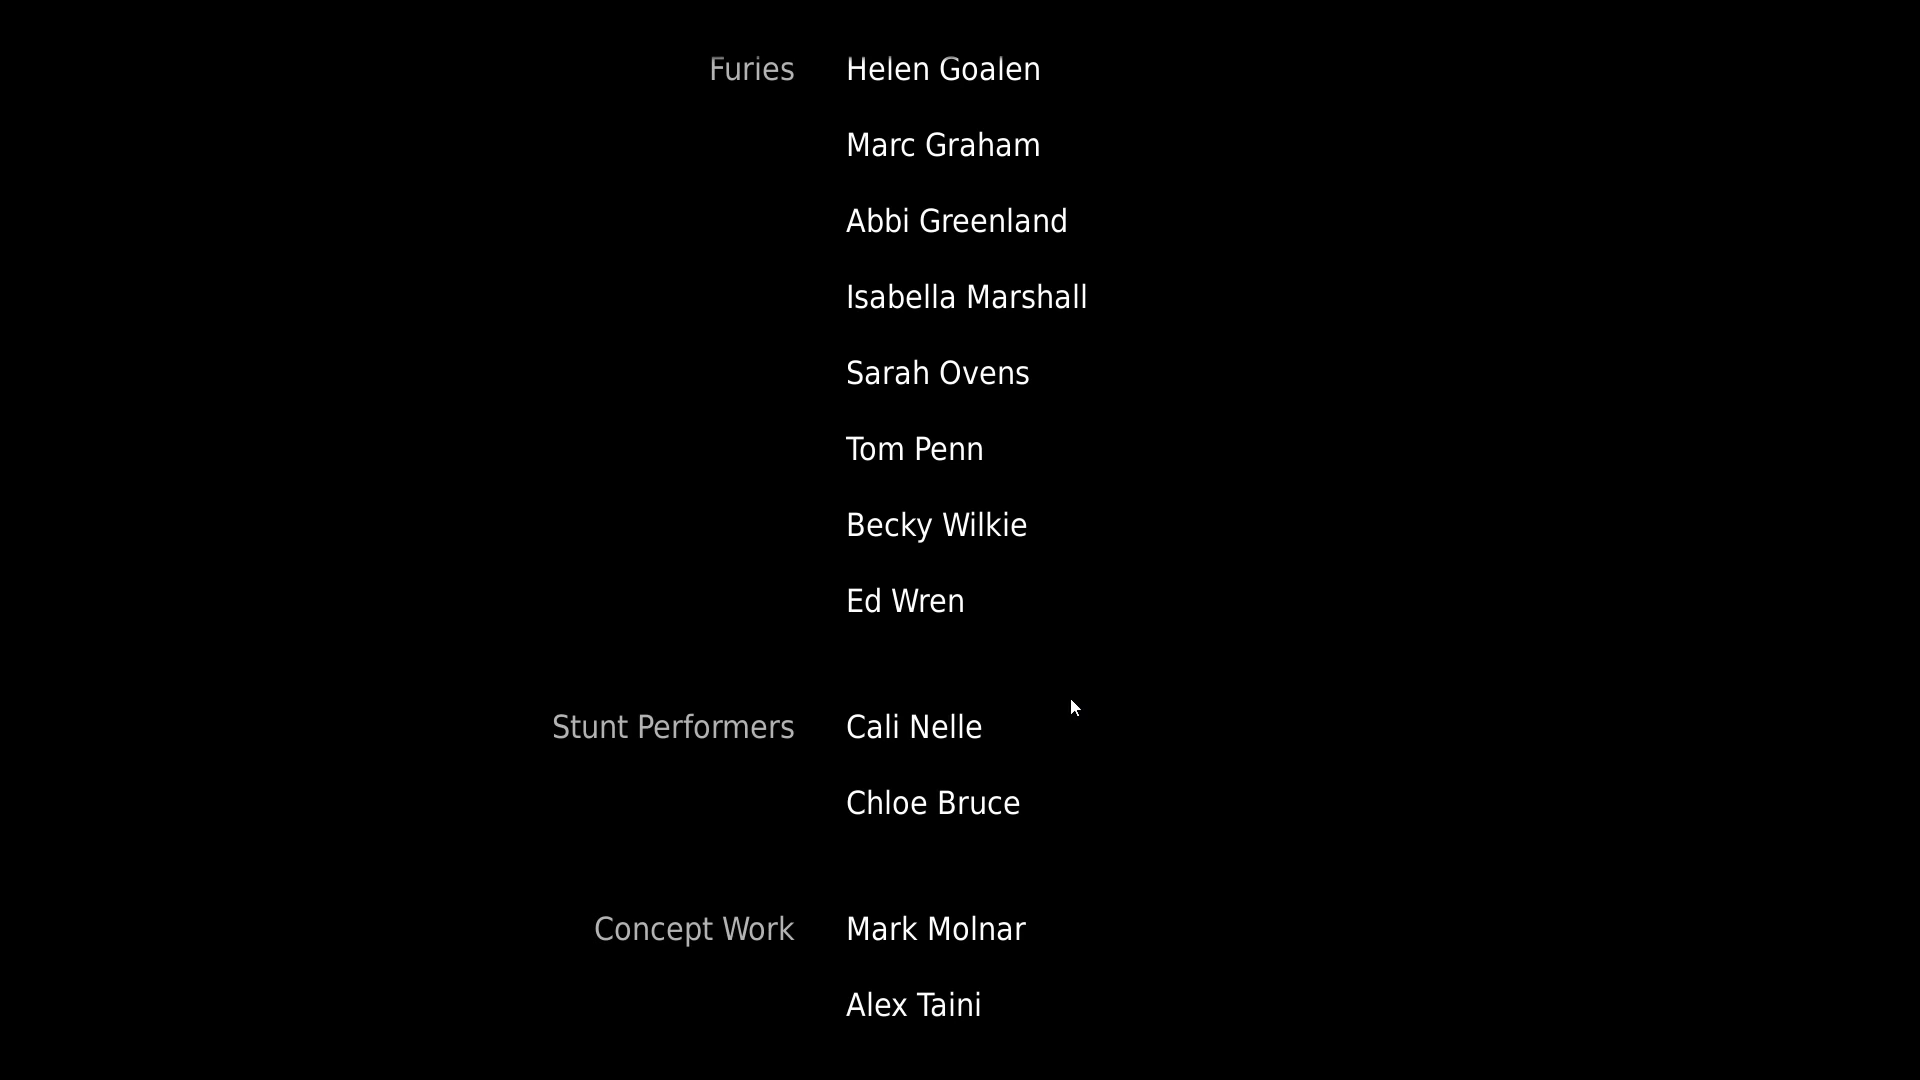 Furies Helen Goalen
Marc Graham
Abbi Greenland
Isabella Marshall
Sarah Ovens
Tom Penn
Becky Wilkie
Ed Wren
Stunt Performers Cali Nelle
Chloe Bruce
Concept Work Mark Molnar
Alex Taini